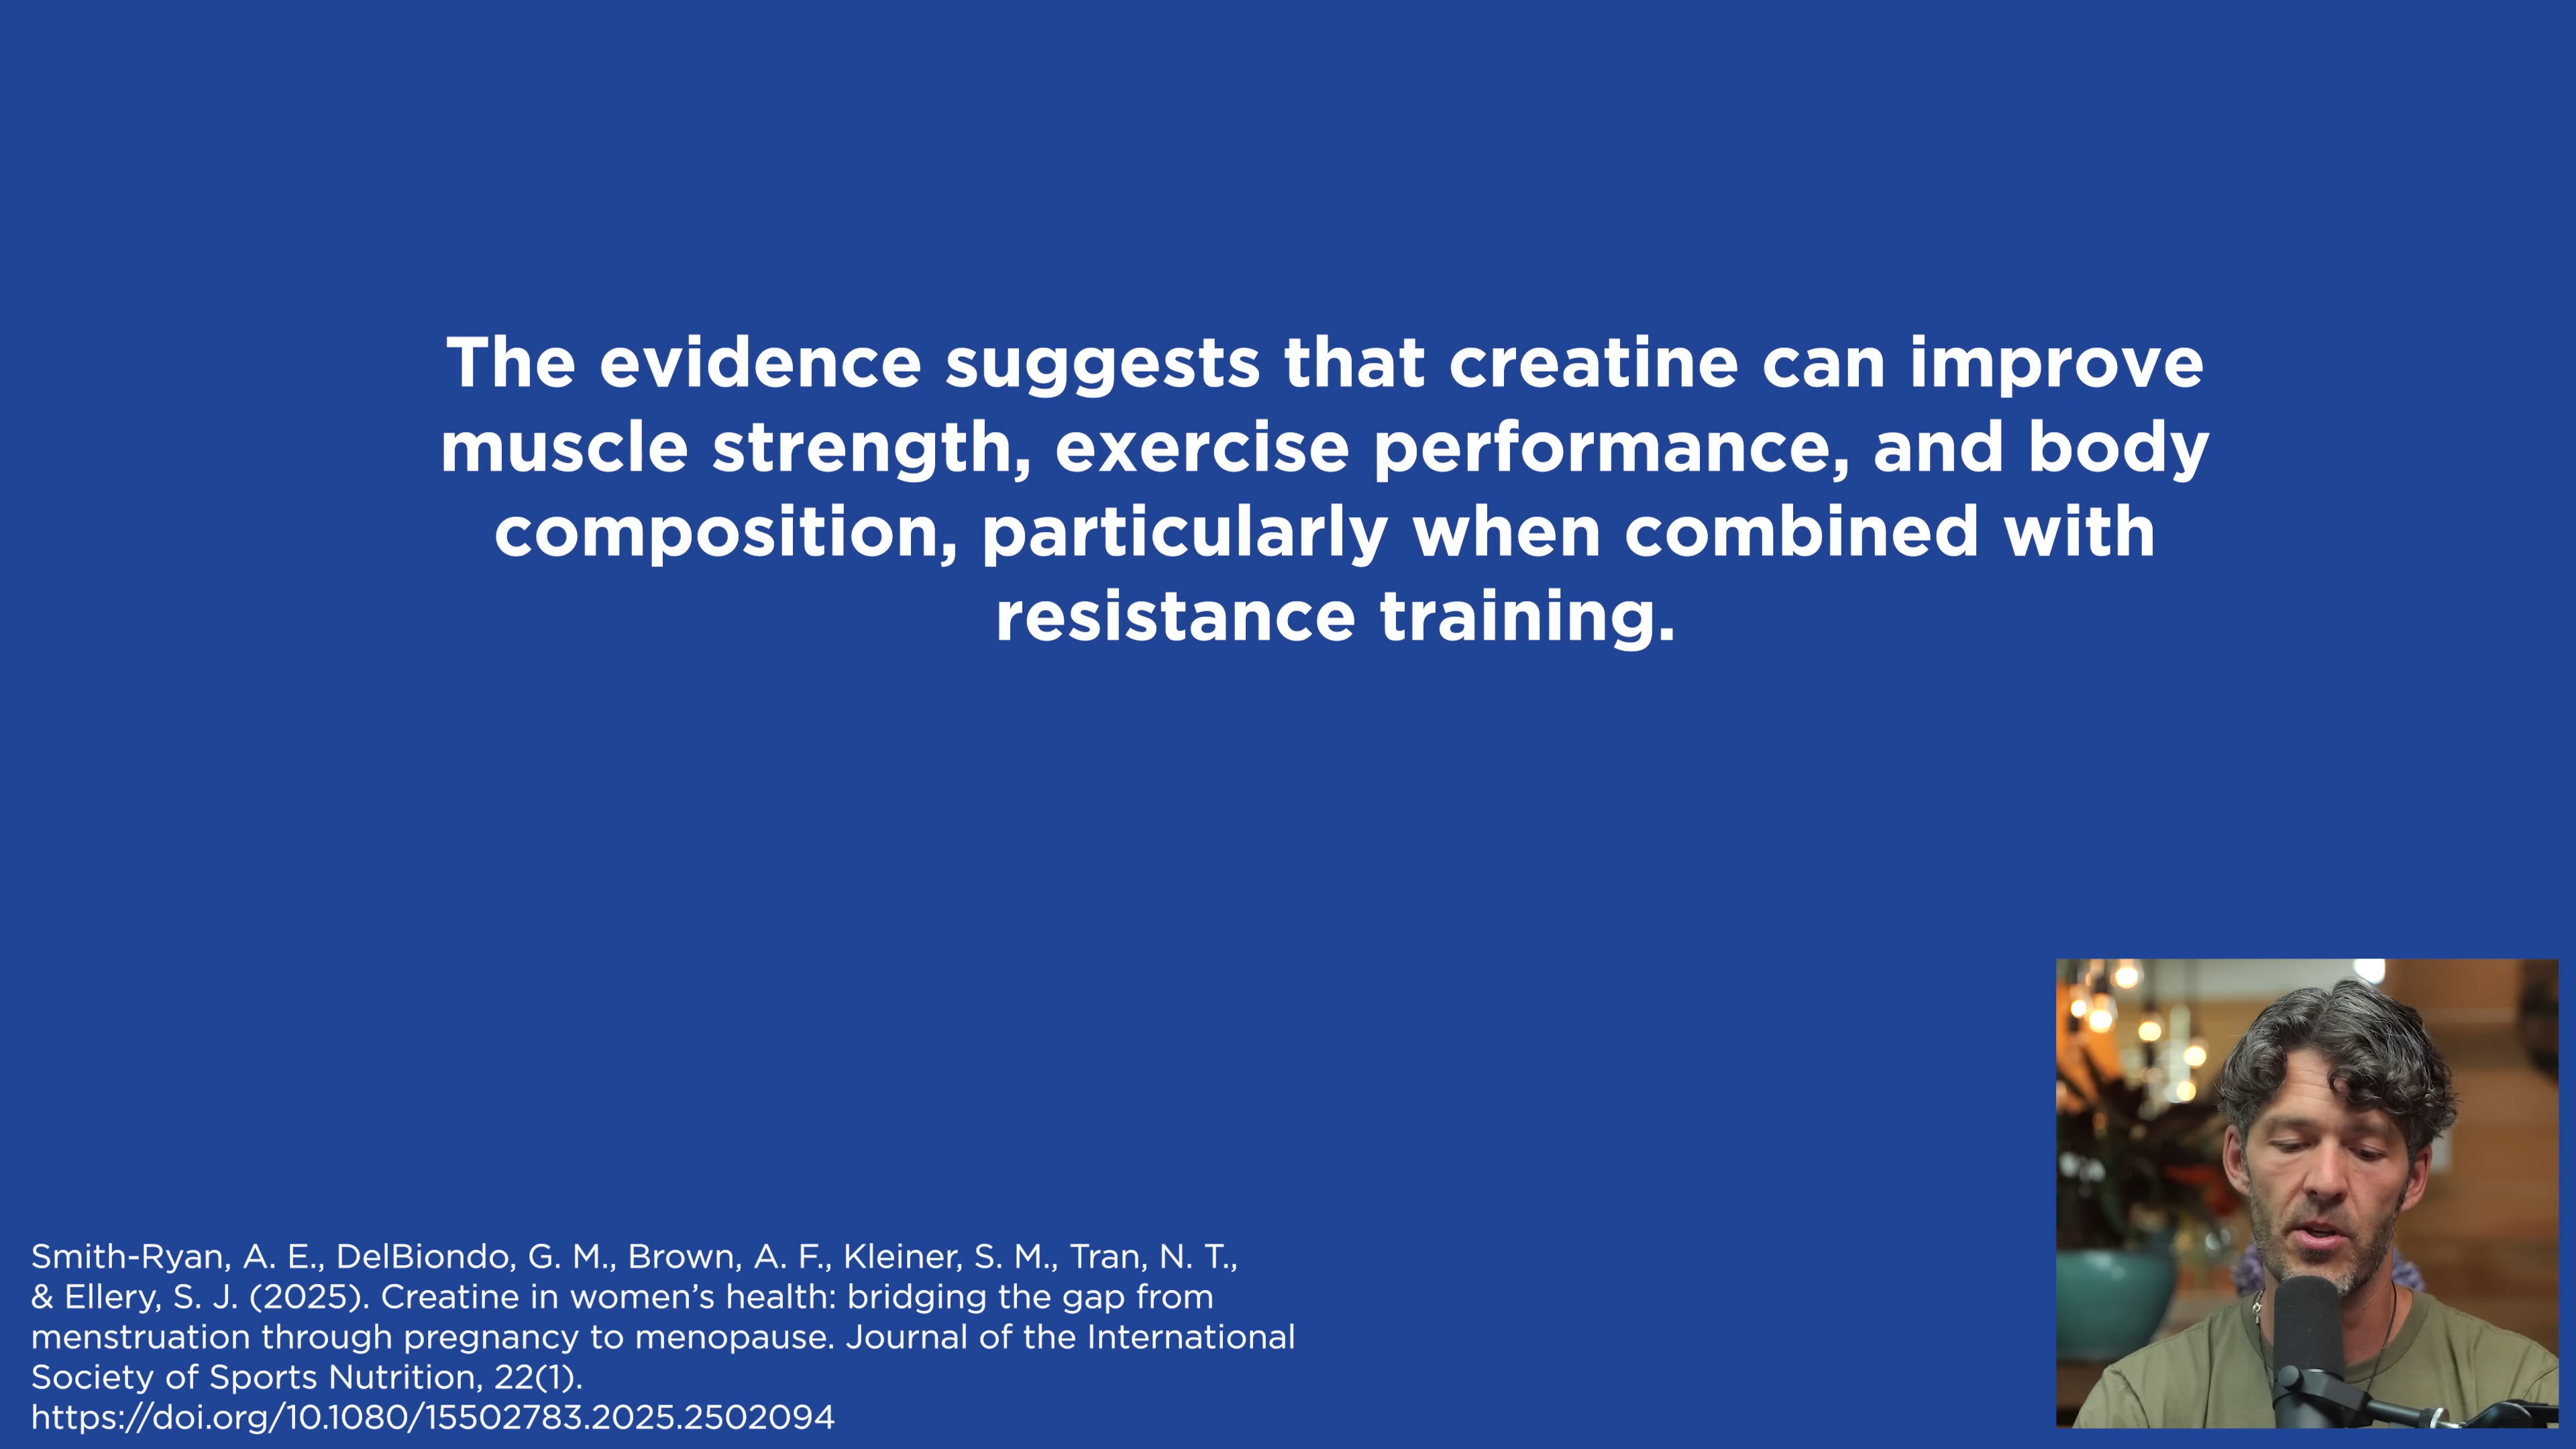 The evidence suggests that creatine can improve
muscle strength, exercise performance, and body
composition, particularly when combined with
resistance training.
Smith-Ryan, A. E., DelBiondo, G. M., Brown, A. F., Kleiner, S. M., Tran, N. T.,
& Ellery, S. J. (2025). Creatine in women’s health: bridging the gap from
menstruation through pregnancy to menopause. Journal of the International
Society of Sports Nutrition, 22(1).
https://doi.org/10.1080/15502783.2025.2502094